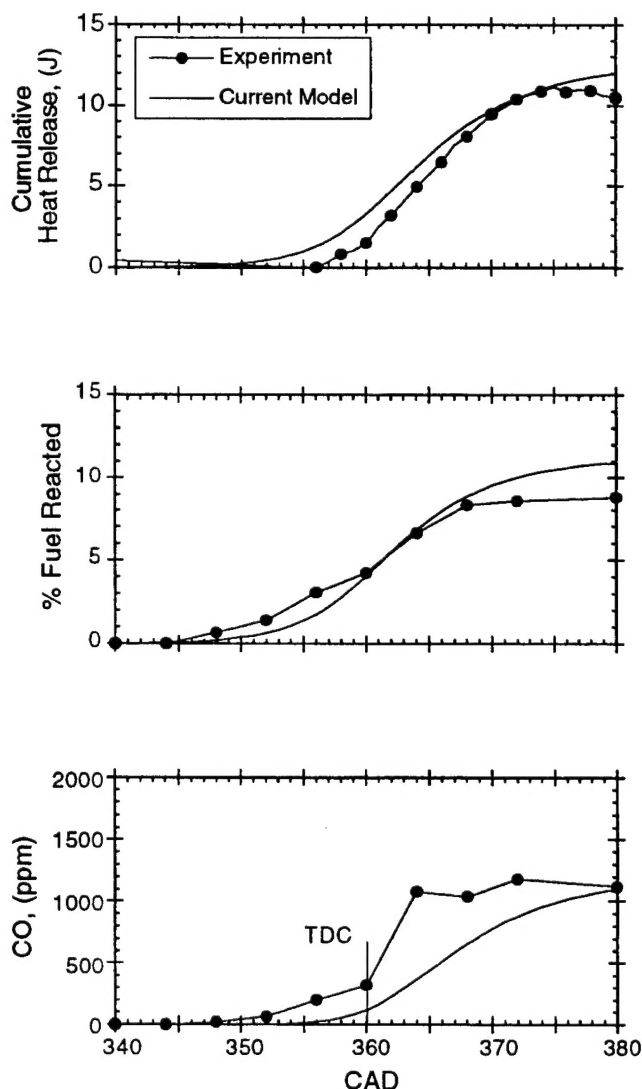 15
Experiment
Current Model
10
5
0
Cumulative
Heat Release, (J)
15
10
5
0
% Fuel Reacted
2000
1500
1000
500
0
CO, (ppm)
TDC
340 350 360 370 380
CAD